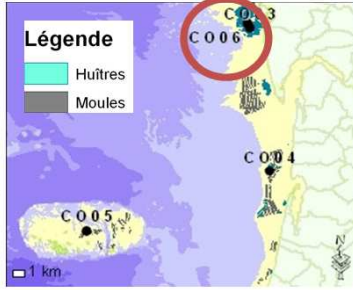 C O 0 3
Légende
C O 0 6
Huîtres
Moules
C O 0 4
C O 0 5
N
1 km